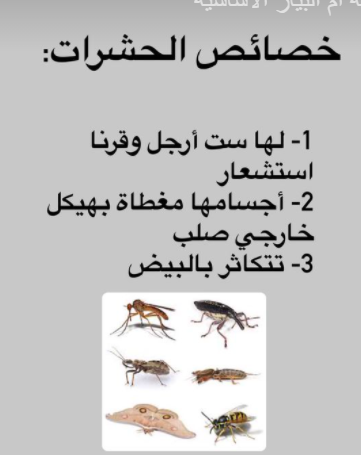 خصائص الحشرات:
1- لها ست أرجل وقرنا
استشعار
2- أجسامها مغطاة بهيكل
خارجي صلب
3- تتكاثر بالبيض